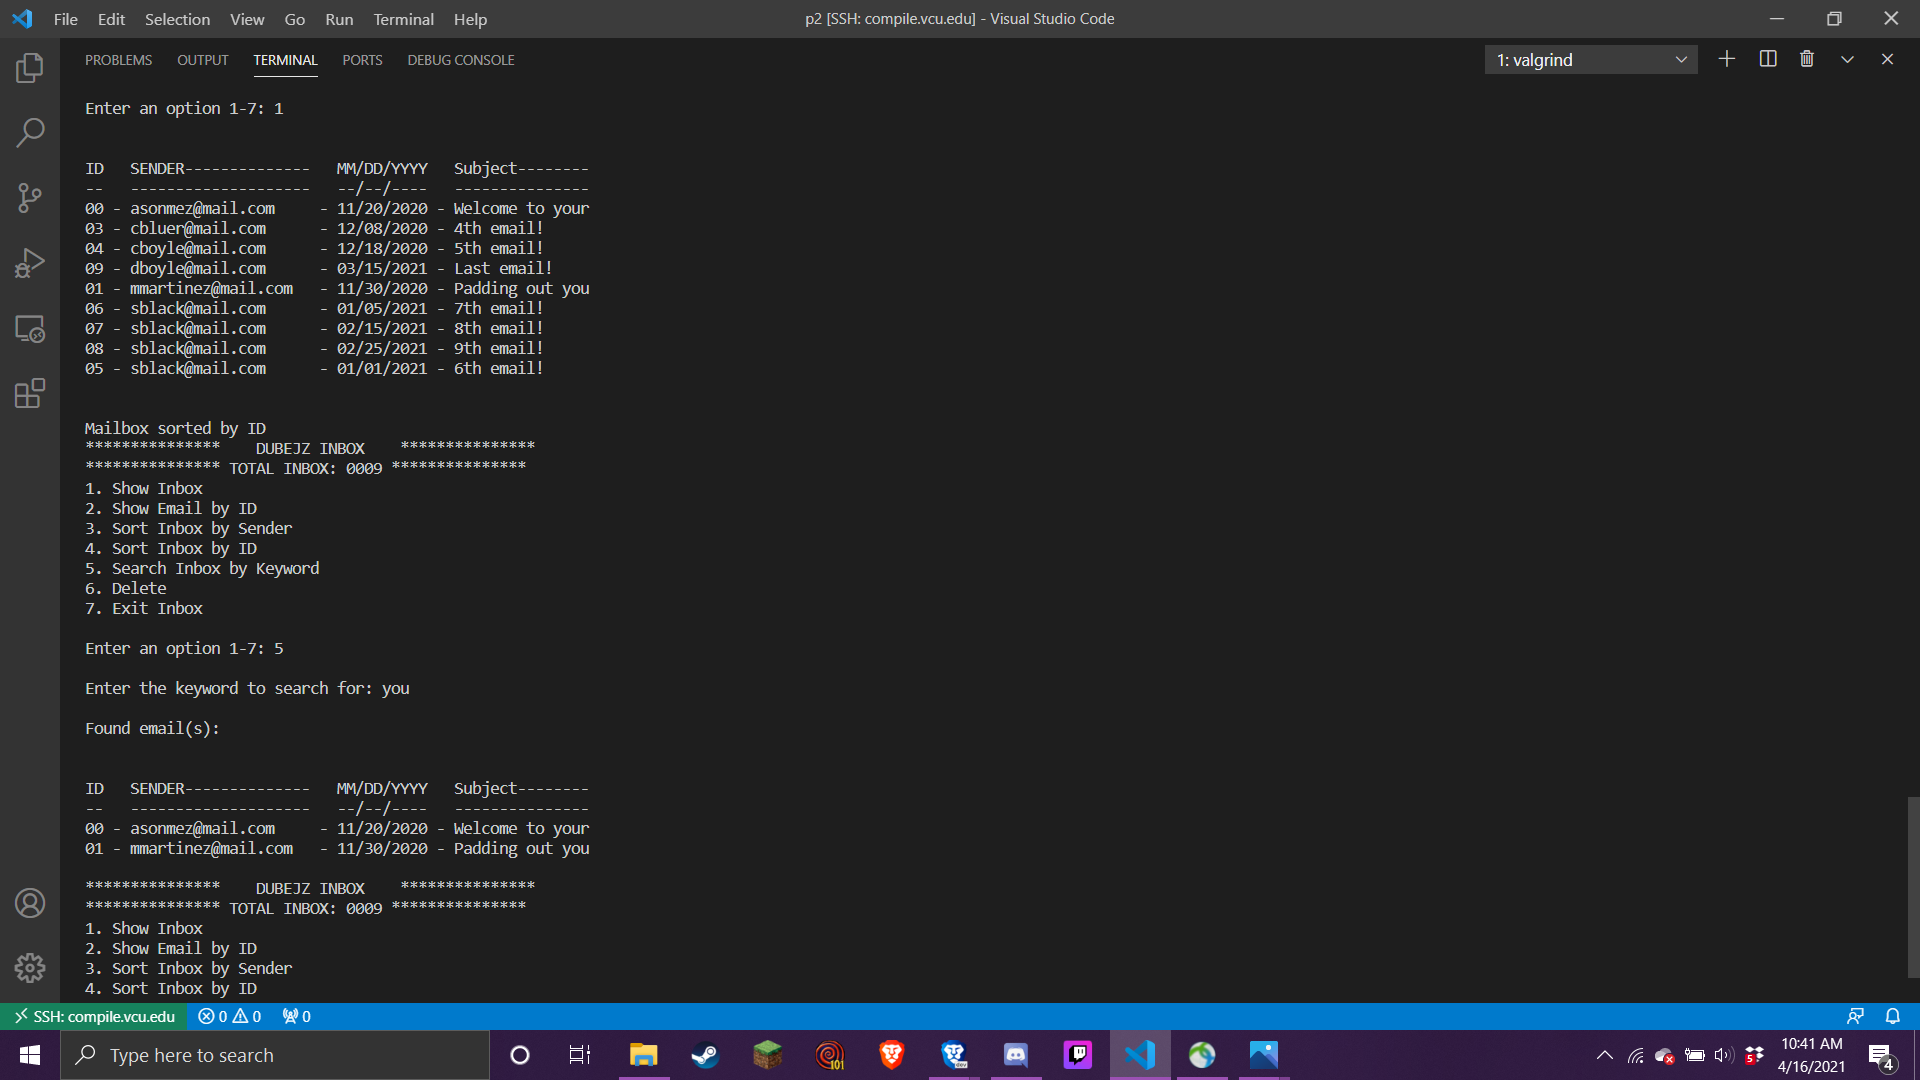 File Edit Selection View Go Run Terminal Help p2 [SSH: compile.vcu.edu] - Visual Studio Code
PROBLEMS OUTPUT TERMINAL PORTS DEBUG CONSOLE 1: valgrind
Enter an option 1-7: 1
ID   SENDER--------------   MM/DD/YYYY   Subject--------
--   --------------------   --/--/----   ---------------
00 - asonmez@mail.com     - 11/20/2020 - Welcome to your
03 - cbluer@mail.com      - 12/08/2020 - 4th email!
04 - cboyle@mail.com      - 12/18/2020 - 5th email!
09 - dboyle@mail.com      - 03/15/2021 - Last email!
01 - mmartinez@mail.com   - 11/30/2020 - Padding out you
06 - sblack@mail.com      - 01/05/2021 - 7th email!
07 - sblack@mail.com      - 02/15/2021 - 8th email!
08 - sblack@mail.com      - 02/25/2021 - 9th email!
05 - sblack@mail.com      - 01/01/2021 - 6th email!
Mailbox sorted by ID
***************    DUBEJZ INBOX    ***************
*************** TOTAL INBOX: 0009 ***************
1. Show Inbox
2. Show Email by ID
3. Sort Inbox by Sender
4. Sort Inbox by ID
5. Search Inbox by Keyword
6. Delete
7. Exit Inbox
Enter an option 1-7: 5
Enter the keyword to search for: you
Found email(s):
ID   SENDER--------------   MM/DD/YYYY   Subject--------
--   --------------------   --/--/----   ---------------
00 - asonmez@mail.com     - 11/20/2020 - Welcome to your
01 - mmartinez@mail.com   - 11/30/2020 - Padding out you
***************    DUBEJZ INBOX    ***************
*************** TOTAL INBOX: 0009 ***************
1. Show Inbox
2. Show Email by ID
3. Sort Inbox by Sender
4. Sort Inbox by ID
SSH: compile.vcu.edu 0 0 0
Type here to search 101 dev 5 10:41 AM 4
4/16/2021